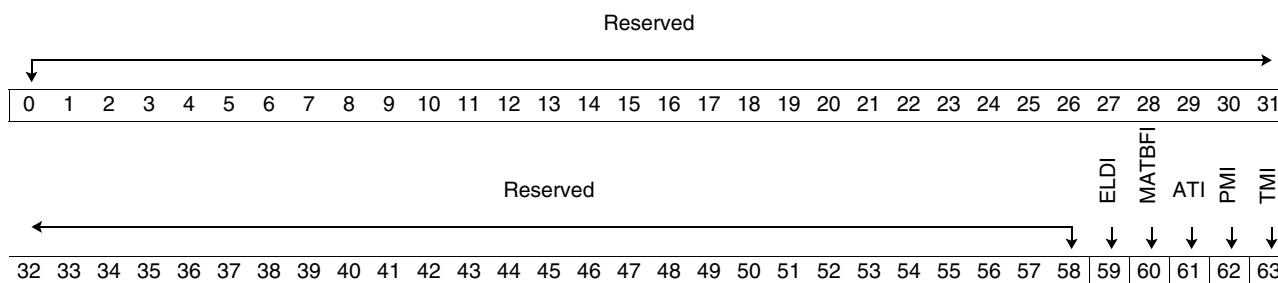 Reserved
0 1 2 3 4 5 6 7 8 9 10 11 12 13 14 15 16 17 18 19 20 21 22 23 24 25 26 27 28 29 30 31
Reserved ELDI MATBFI ATI PMI TMI
32 33 34 35 36 37 38 39 40 41 42 43 44 45 46 47 48 49 50 51 52 53 54 55 56 57 58 59 60 61 62 63